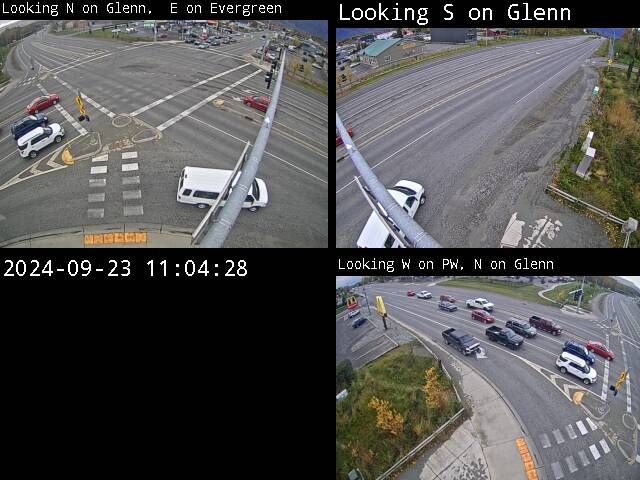 Looking N on Glenn,  E on Evergreen
Looking S on Glenn
2024-09-23 11:04:28
Looking W on PW, N on Glenn